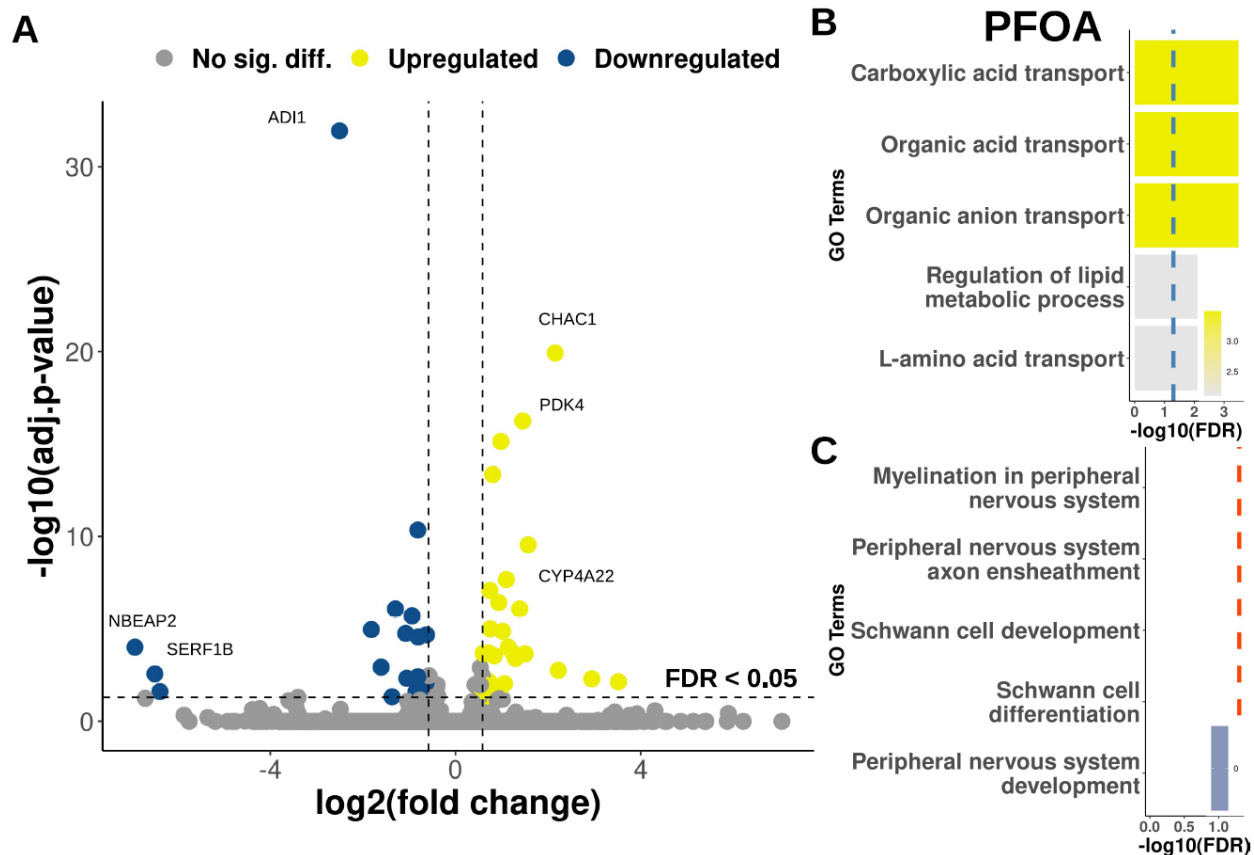 A
No sig. diff.
Upregulated
Downregulated
ADI1
CHAC1
PDK4
CYP4A22
NBEAP2
SERF1B
FDR < 0.05
-log10(adj.p-value)
30
20
10
0
-4
0
4
log2(fold change)
B
PFOA
GO Terms
Carboxylic acid transport
Organic acid transport
Organic anion transport
Regulation of lipid
metabolic process
L-amino acid transport
3.0
2.5
0
1
2
3
-log10(FDR)
C
GO Terms
Myelination in peripheral
nervous system
Peripheral nervous system
axon ensheathment
Schwann cell development
Schwann cell
differentiation
Peripheral nervous system
development
0
0.0
0.5
1.0
-log10(FDR)